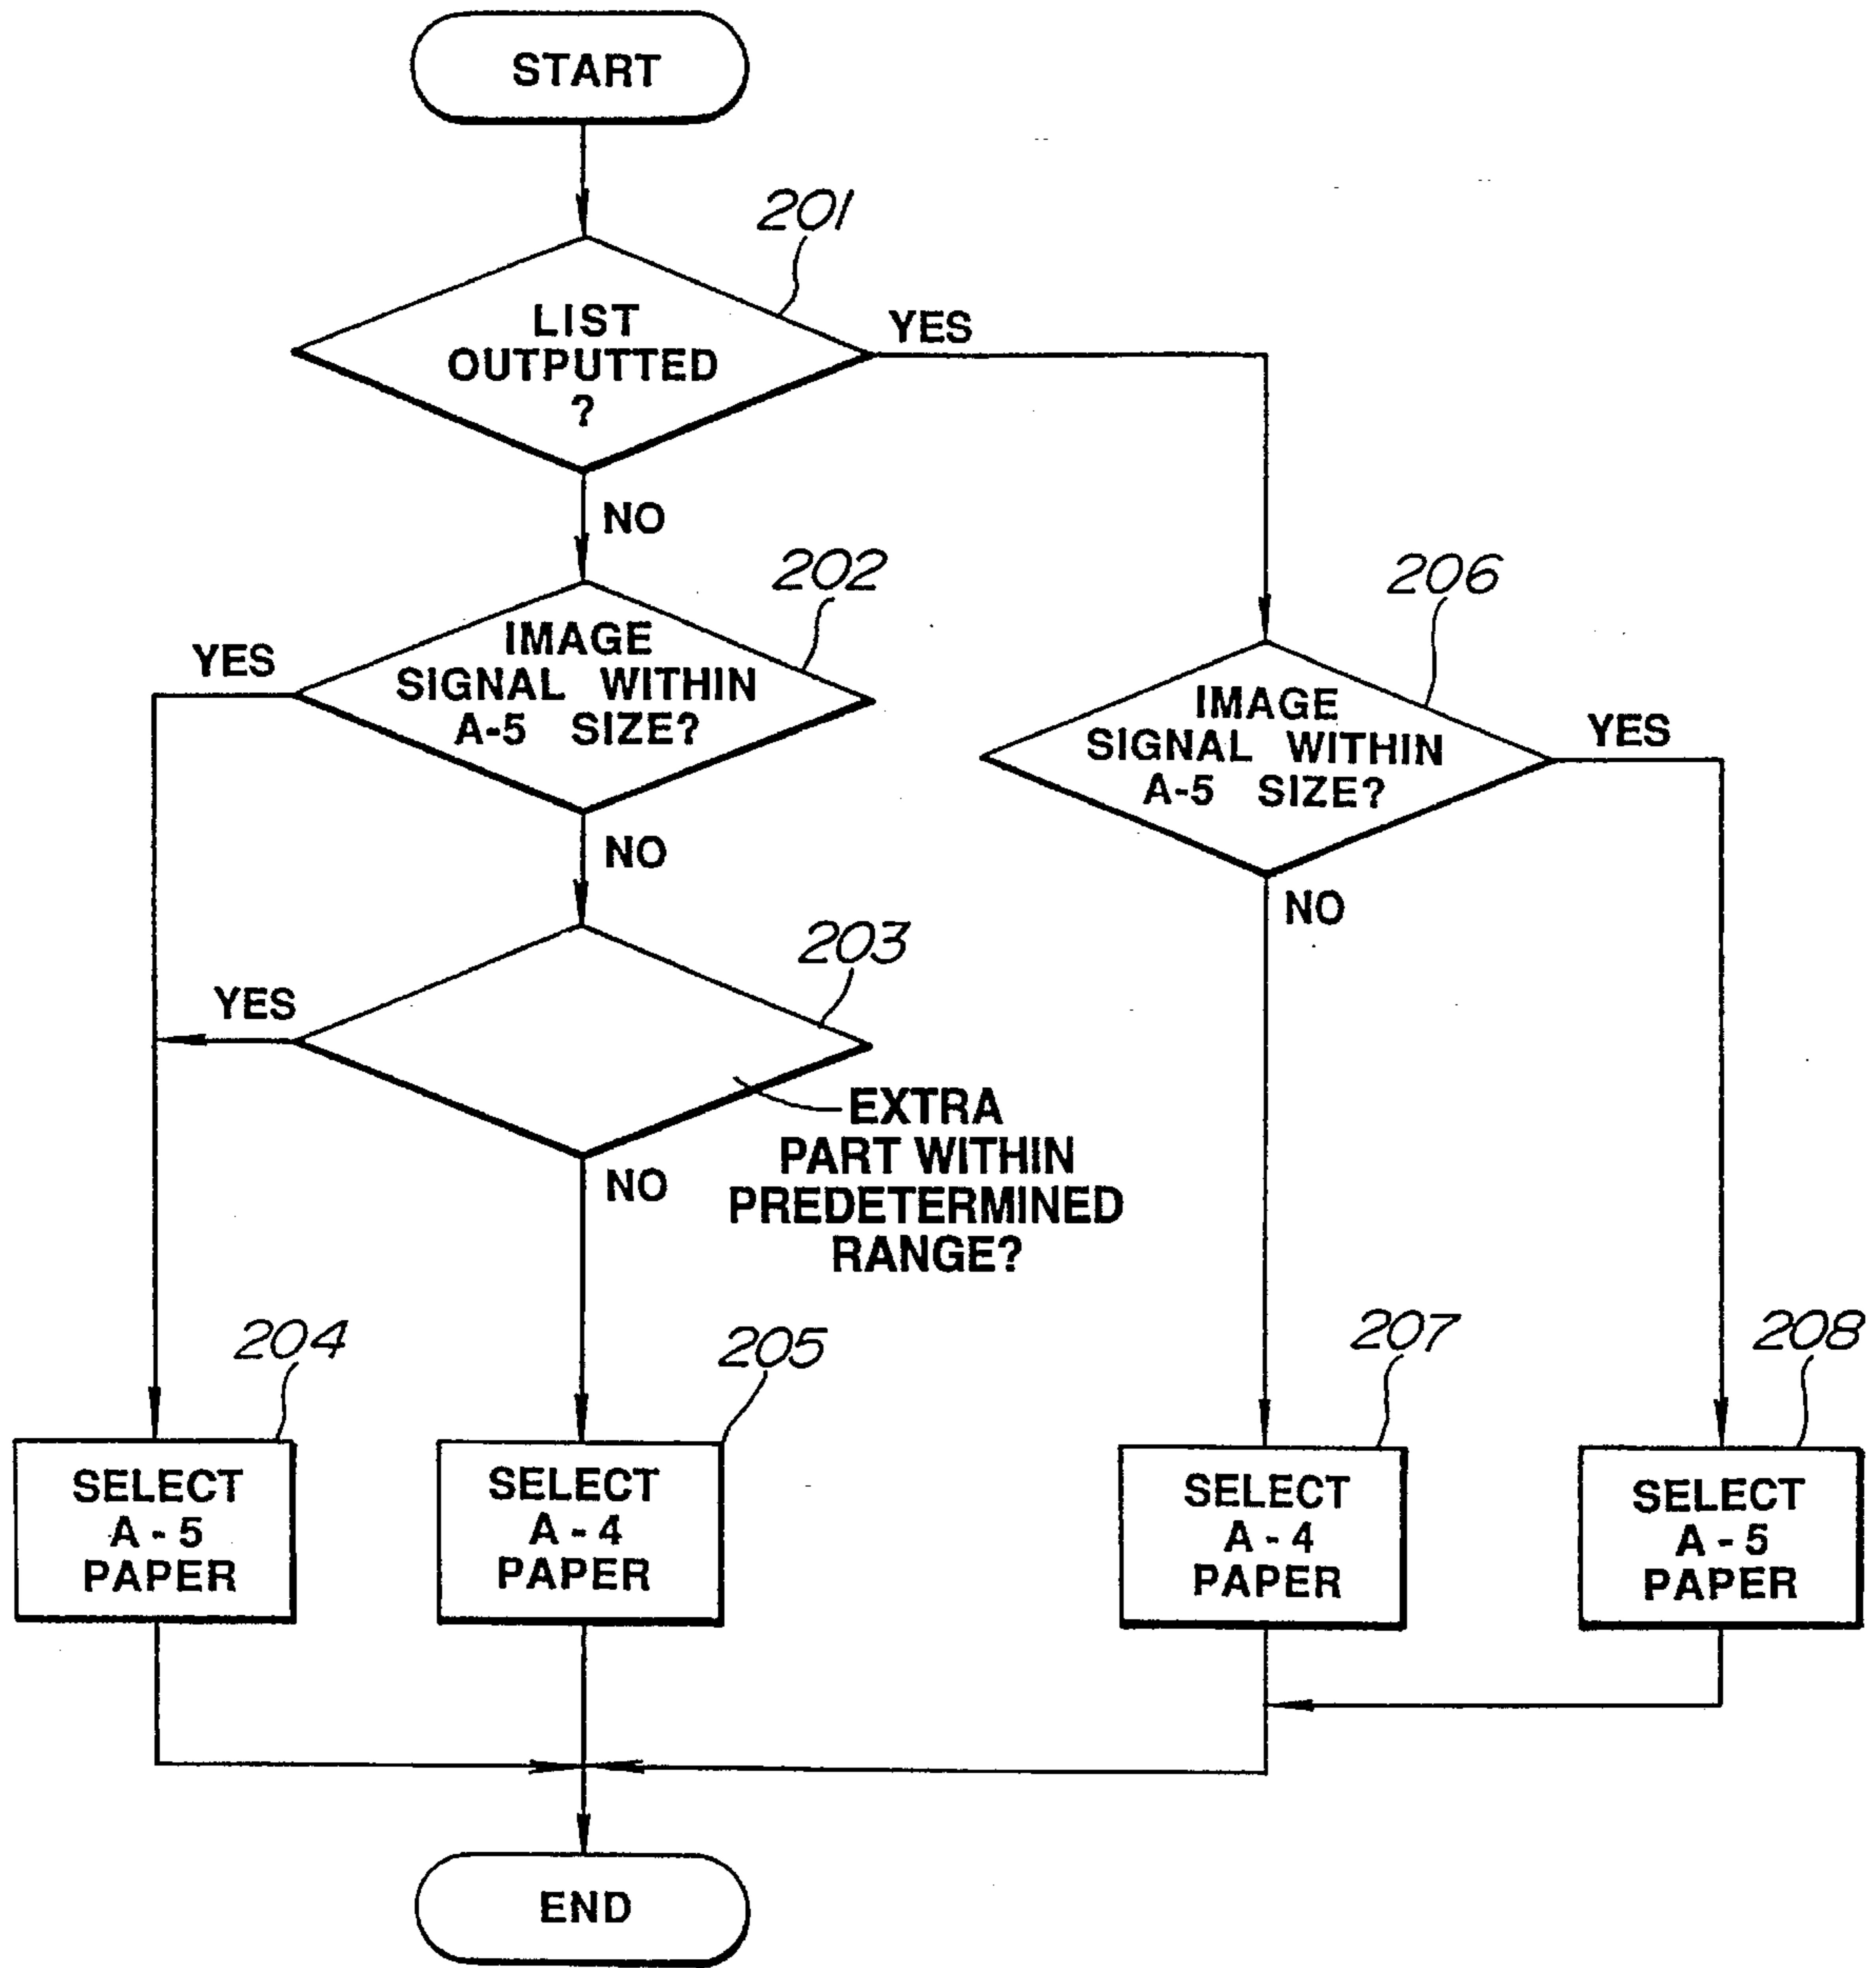 START
201
LIST
OUTPUTTED
?
YES
NO
202
206
IMAGE
SIGNAL WITHIN
A-5 SIZE?
YES
NO
IMAGE
SIGNAL WITHIN
A-5 SIZE?
YES
NO
203
YES
EXTRA
PART WITHIN
PREDETERMINED
RANGE?
NO
204
205
207
208
SELECT
A-5
PAPER
SELECT
A-4
PAPER
SELECT
A-4
PAPER
SELECT
A-5
PAPER
END